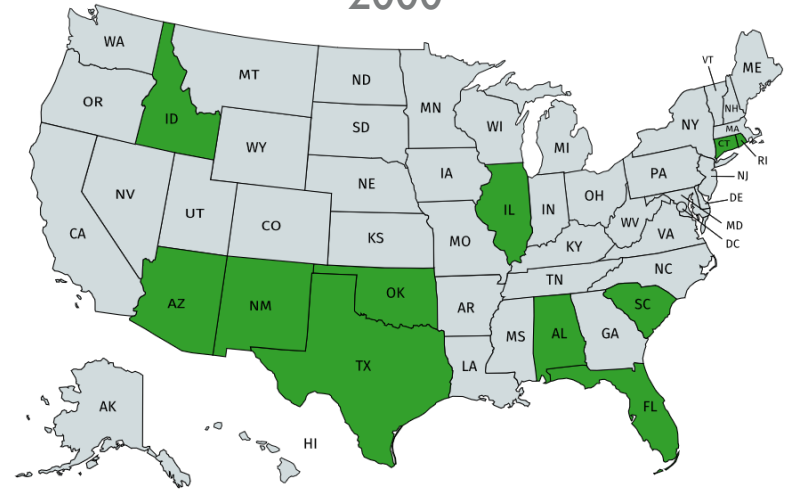 2000
WA
MT
ND
MN
VT
ME
OR
ID
SD
WI
NY
NH
MA
CT
RI
WY
MI
IA
PA
NJ
NE
NV
UT
CO
IL
IN
OH
DE
MD
DC
CA
KS
MO
WV
VA
KY
NC
TN
AZ
NM
OK
AR
SC
MS
AL
GA
TX
LA
AK
HI
FL